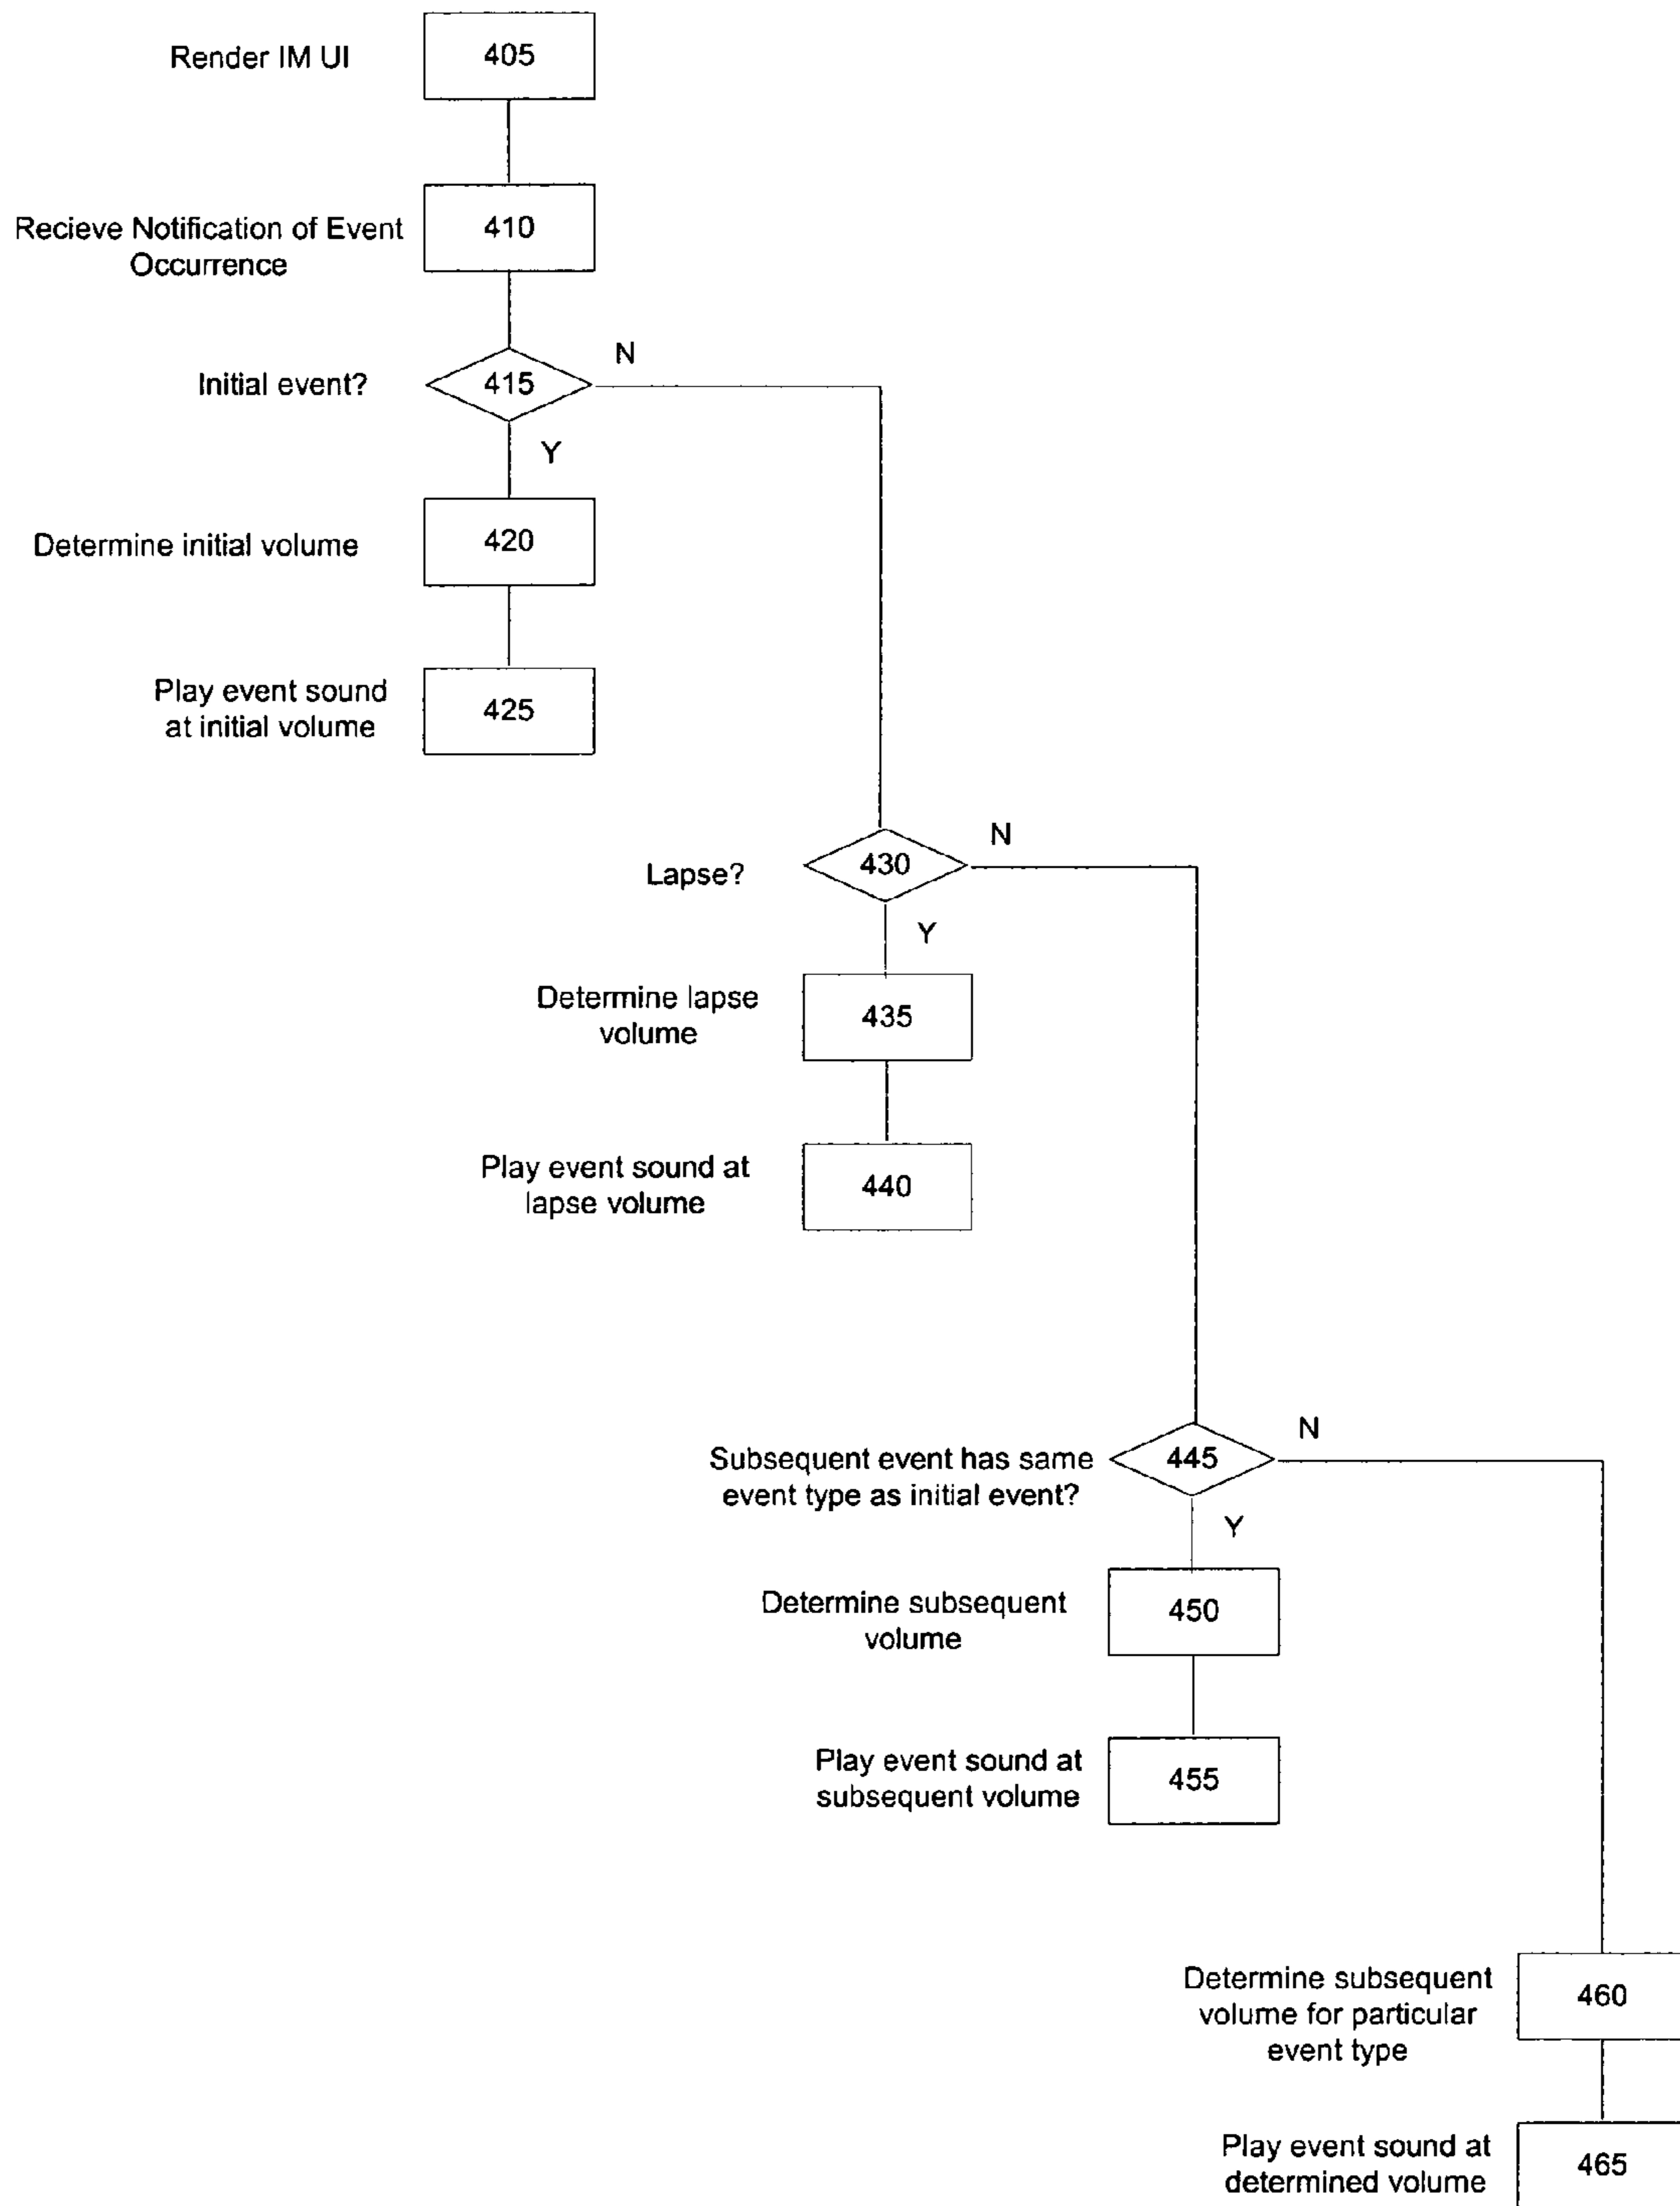 Render IM UI
405
Recieve Notification of Event
Occurrence
410
Initial event?
415
N
Y
Determine initial volume
420
Play event sound
at initial volume
425
Lapse?
430
N
Y
Determine lapse
volume
435
Play event sound at
lapse volume
440
Subsequent event has same
event type as initial event?
445
N
Y
Determine subsequent
volume
450
Play event sound at
subsequent volume
455
Determine subsequent
volume for particular
event type
460
Play event sound at
determined volume
465